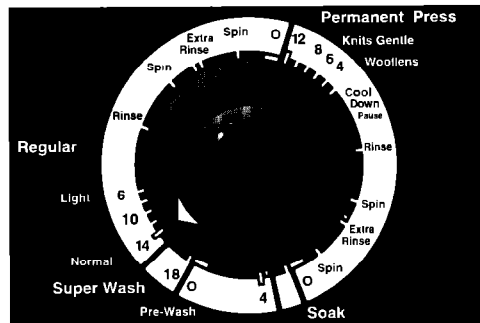 Permanent Press
Knits Gentle
Woollens
12
8
6
4
Cool
Down
Pause
Rinse
Spin
Extra
Rinse
Spin
O
Soak
4
Pre-Wash
O
18
Super Wash
Normal
14
10
Light
6
Regular
Rinse
Spin
Extra
Rinse
Spin
O